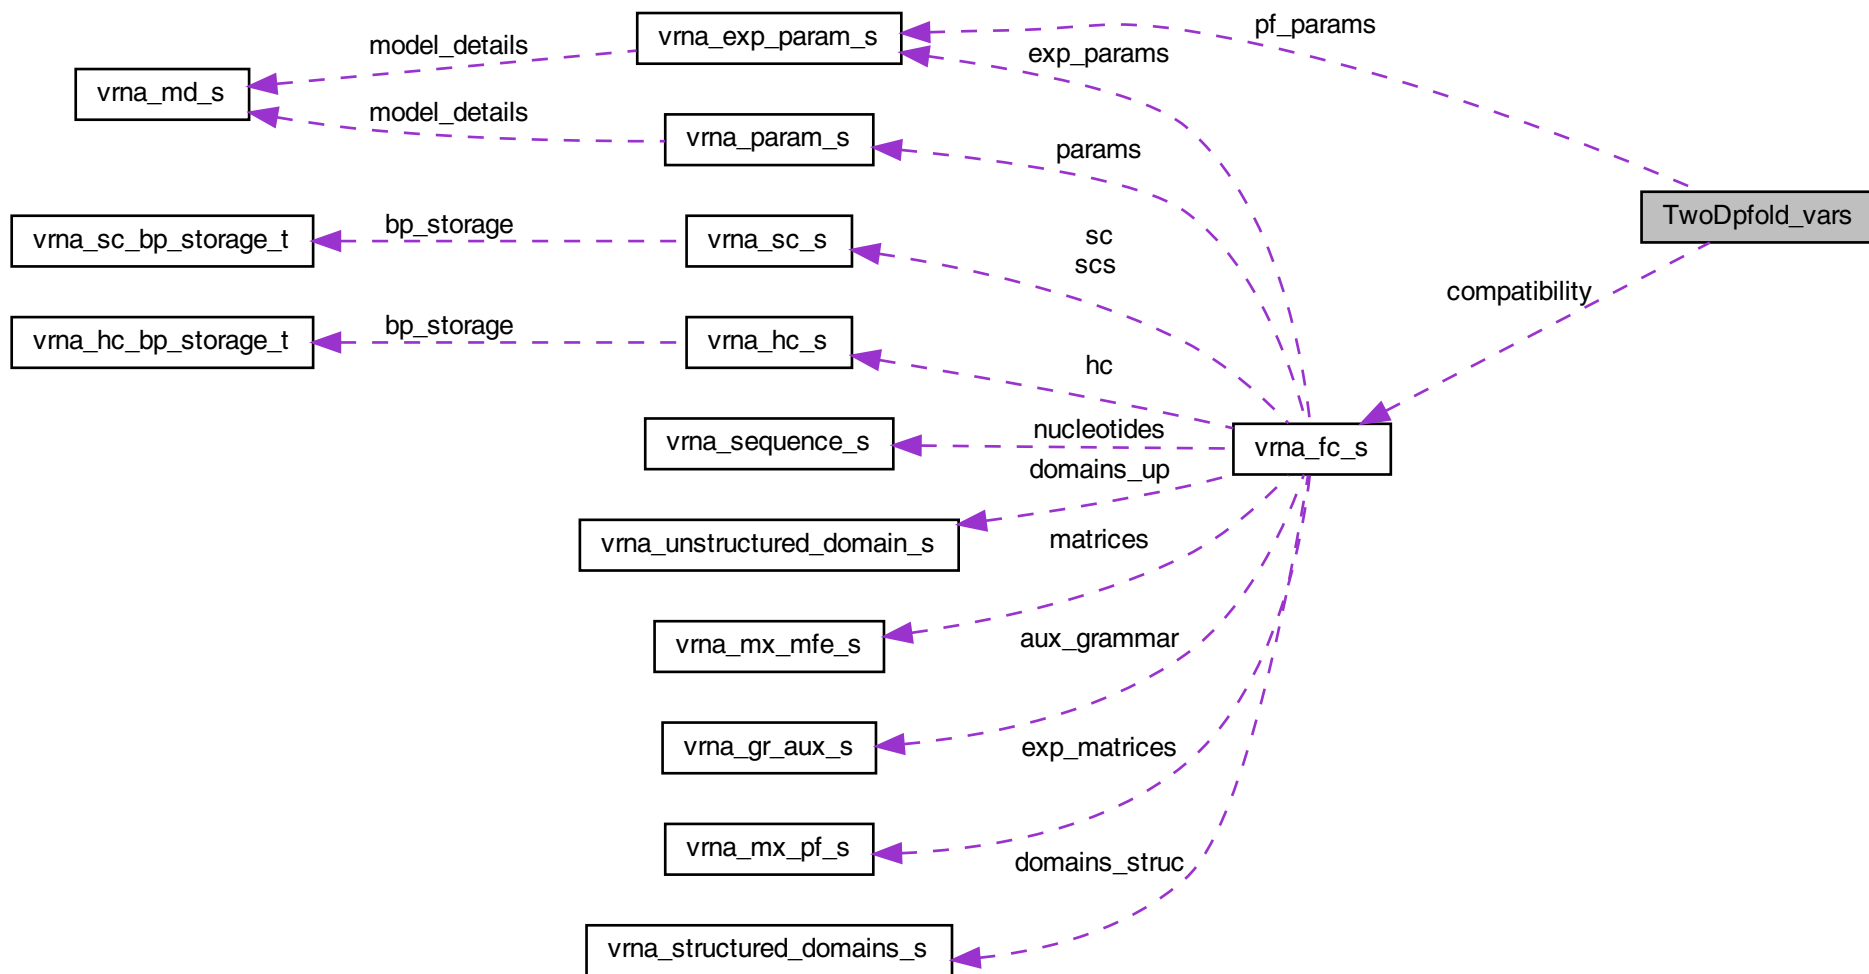 pf_params
vrna_exp_param_s
model_details
exp_params
vrna_md_s
model_details
vrna_param_s
params
TwoDpfold_vars
bp_storage
sc
scs
vrna_sc_bp_storage_t
vrna_sc_s
compatibility
bp_storage
vrna_hc_bp_storage_t
vrna_hc_s
hc
nucleotides
vrna_sequence_s
vrna_fc_s
domains_up
vrna_unstructured_domain_s
matrices
vrna_mx_mfe_s
aux_grammar
vrna_gr_aux_s
exp_matrices
vrna_mx_pf_s
domains_struc
vrna_structured_domains_s